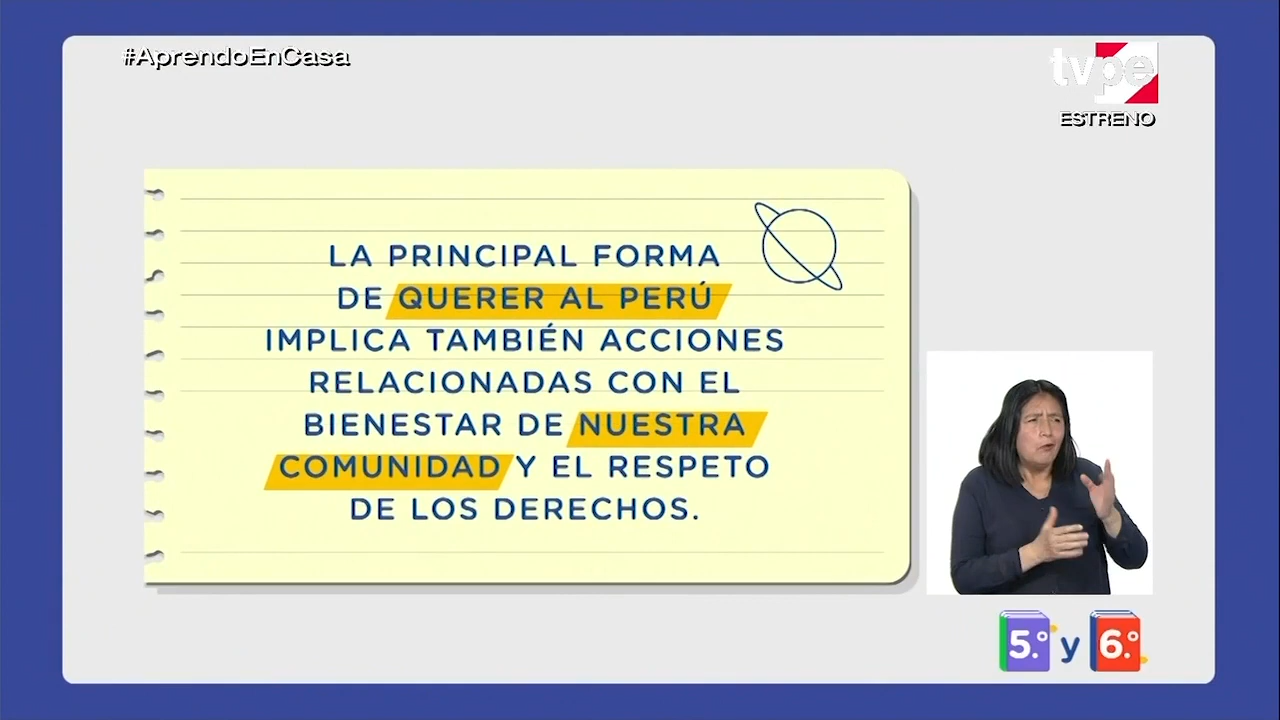 #AprendoEnCasa
tvpe
ESTRENO
LA PRINCIPAL FORMA
DE QUERER AL PERÚ
IMPLICA TAMBIÉN ACCIONES
RELACIONADAS CON EL
BIENESTAR DE NUESTRA
COMUNIDAD Y EL RESPETO
DE LOS DERECHOS.
5.° y 6.°